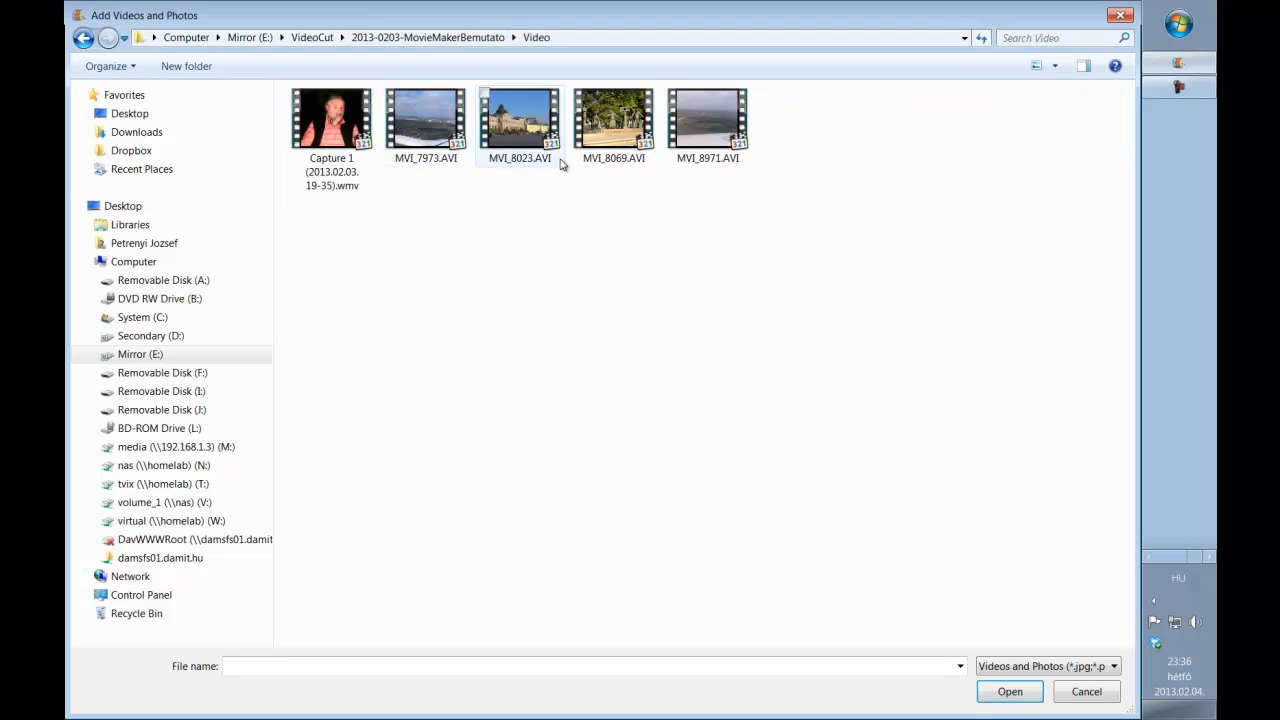 Add Videos and Photos
Computer Mirror (E:) VideoCut 2013-0203-MovieMakerBemutato Video
Search Video
Organize New folder
Favorites
Desktop
Downloads
Dropbox
Recent Places
Desktop
Libraries
Petrenyi Jozsef
Computer
Removable Disk (A:)
DVD RW Drive (B:)
System (C:)
Secondary (D:)
Mirror (E:)
Removable Disk (F:)
Removable Disk (I:)
Removable Disk (J:)
BD-ROM Drive (L:)
media (\\192.168.1.3) (M:)
nas (\\homelab) (N:)
tvix (\\homelab) (T:)
volume_1 (\\nas) (V:)
virtual (\\homelab) (W:)
DavWWWRoot (\\damsfs01.damit
damsfs01.damit.hu
Network
Control Panel
Recycle Bin
321 321 321 321 321
Capture 1
(2013.02.03.
19-35).wmv
MVI_7973.AVI
MVI_8023.AVI
MVI_8069.AVI
MVI_8971.AVI
File name:
Videos and Photos (*.jpg;*.p
Open Cancel
HU
23:36
hétfő
2013.02.04.